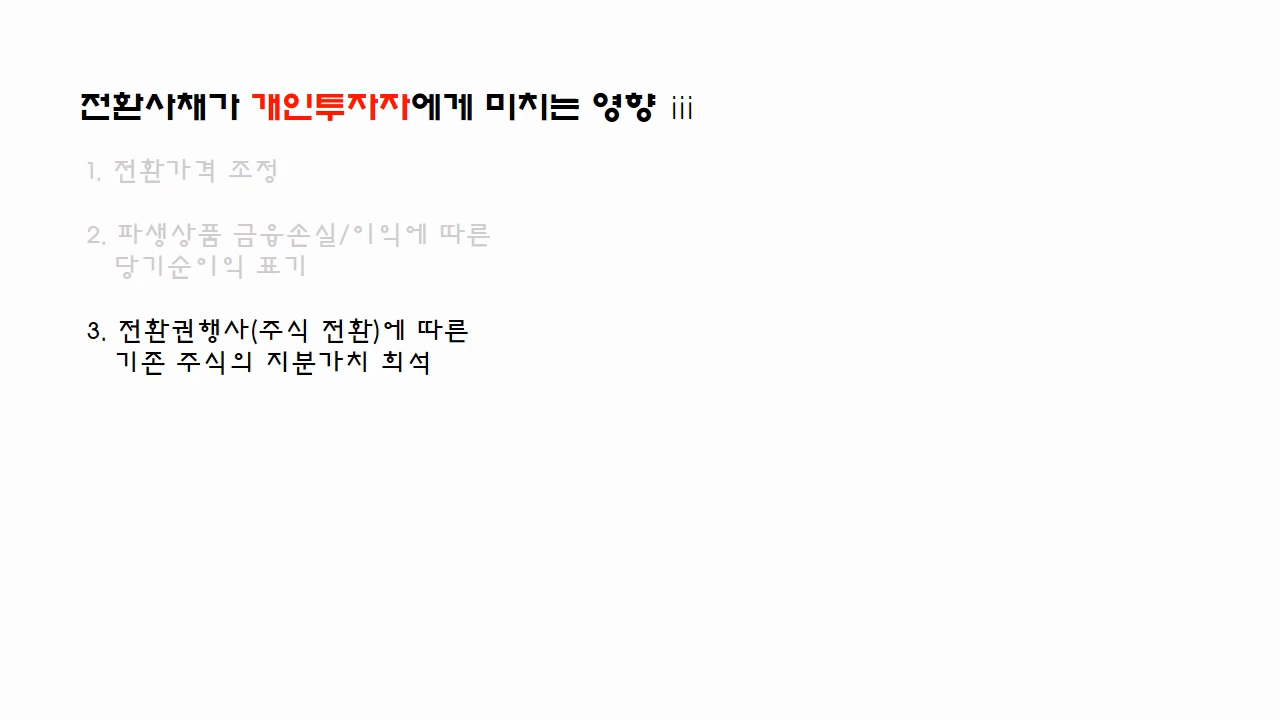 전환사채가 개인투자자에게 미치는 영향 iii
1. 전환가격 조정
2. 파생상품 금융손실/이익에 따른
당기순이익 표기
3. 전환권행사(주식 전환)에 따른
기존 주식의 지분가치 희석